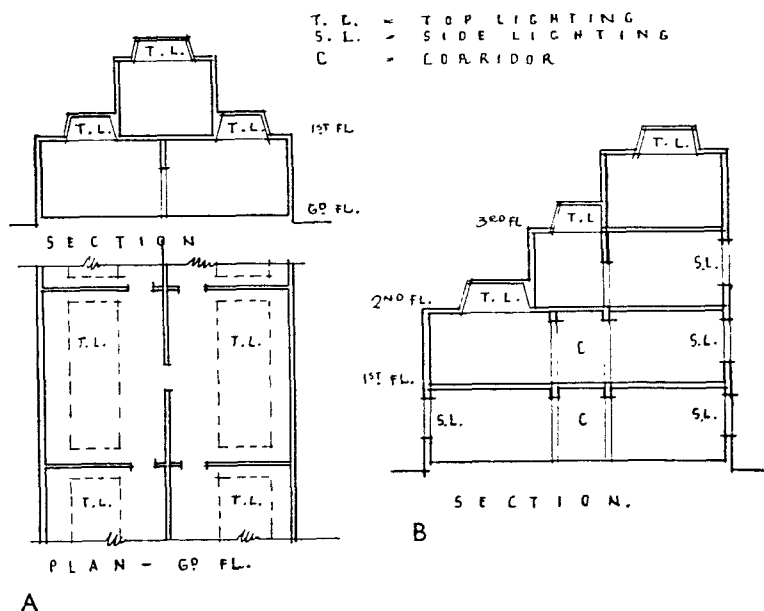 T. L. - TOP LIGHTING
S. L. - SIDE LIGHTING
C - CORRIDOR
T. L.
T. L.
T. L.
1ST FL
GD FL.
SECTION
T.L.
T.L.
T.L.
T.L.
PLAN - GD FL.
A
T. L.
3RD FL
T. L
S.L.
2ND FL.
T. L.
C
S.L.
1ST FL.
S.L.
C
S.L.
SECTION.
B